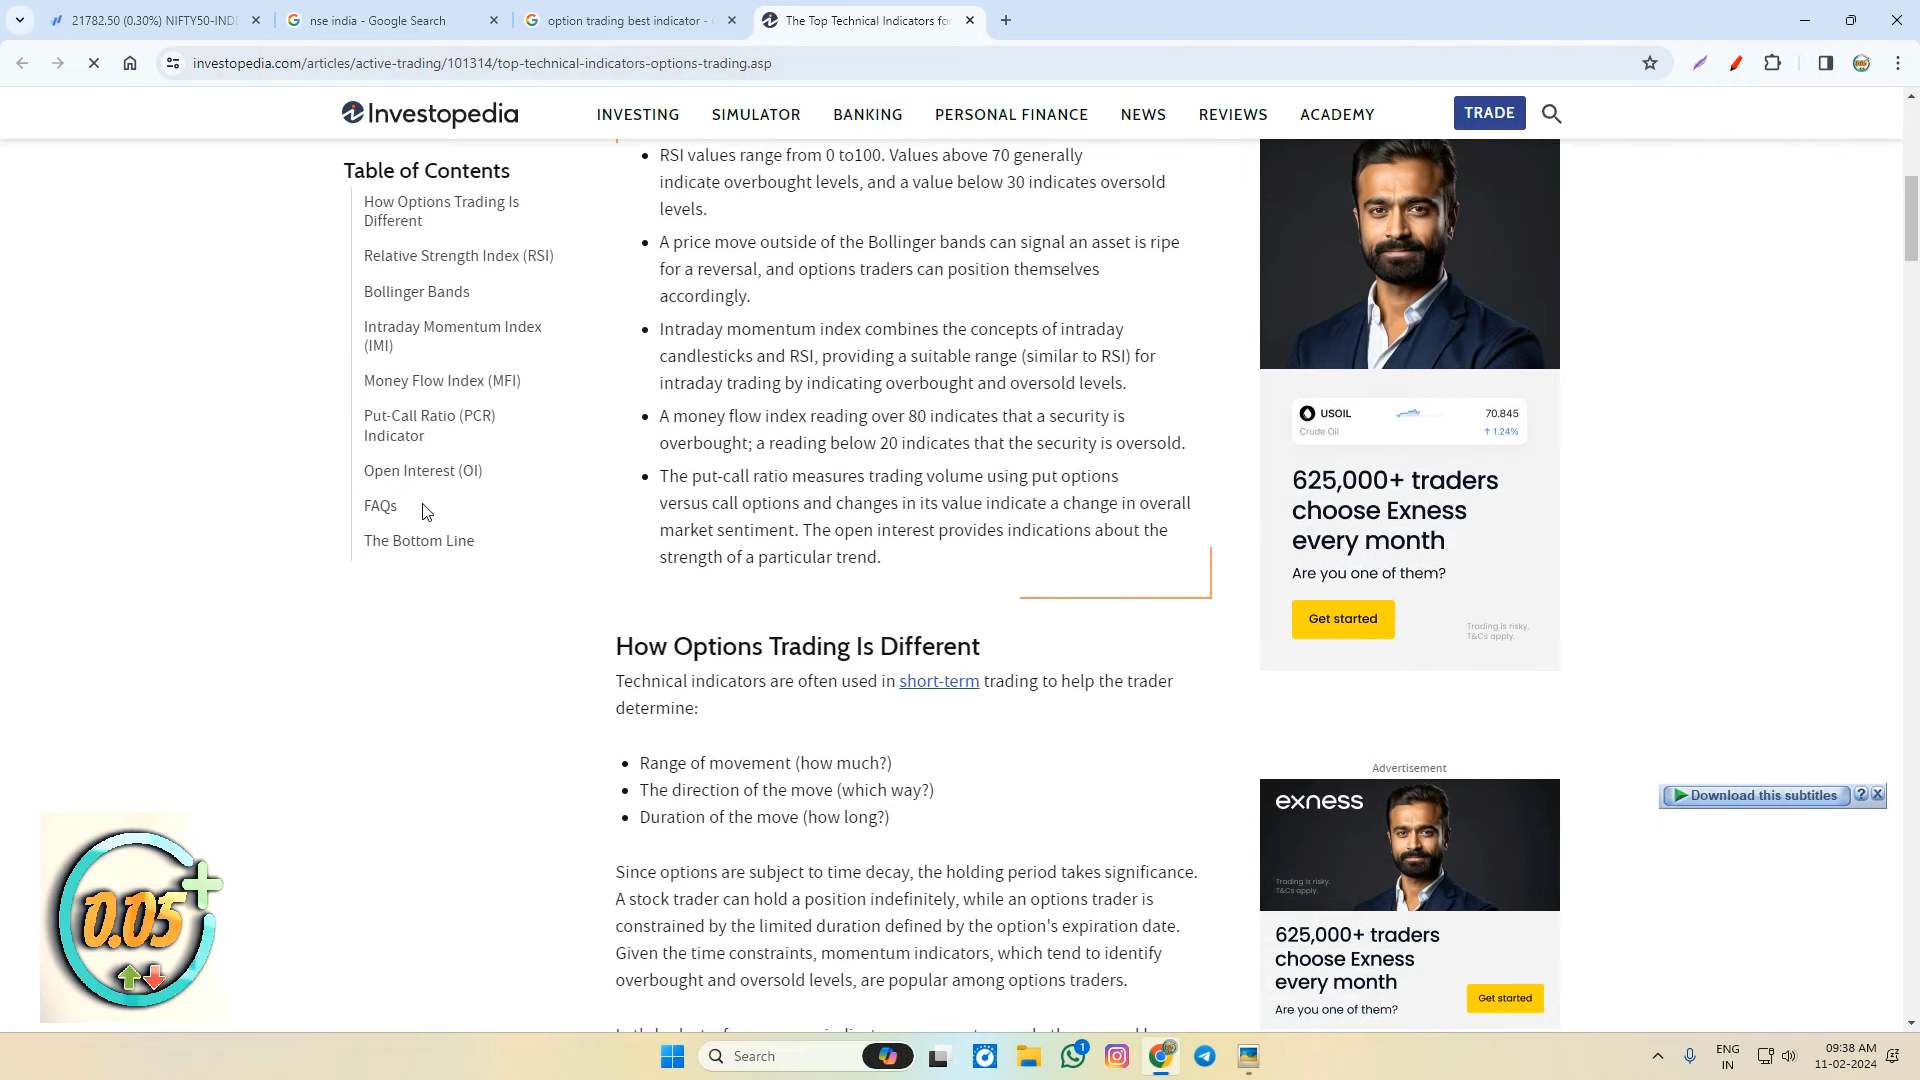 21782.50 (0.30%) NIFTY50-INDE
nse india - Google Search
option trading best indicator -
The Top Technical Indicators fo
investopedia.com/articles/active-trading/101314/top-technical-indicators-options-trading.asp
Investopedia
INVESTING
SIMULATOR
BANKING
PERSONAL FINANCE
NEWS
REVIEWS
ACADEMY
TRADE
Table of Contents
How Options Trading Is
Different
Relative Strength Index (RSI)
Bollinger Bands
Intraday Momentum Index
(IMI)
Money Flow Index (MFI)
Put-Call Ratio (PCR)
Indicator
Open Interest (OI)
FAQs
The Bottom Line
• RSI values range from 0 to100. Values above 70 generally
indicate overbought levels, and a value below 30 indicates oversold
levels.
• A price move outside of the Bollinger bands can signal an asset is ripe
for a reversal, and options traders can position themselves
accordingly.
• Intraday momentum index combines the concepts of intraday
candlesticks and RSI, providing a suitable range (similar to RSI) for
intraday trading by indicating overbought and oversold levels.
• A money flow index reading over 80 indicates that a security is
overbought; a reading below 20 indicates that the security is oversold.
• The put-call ratio measures trading volume using put options
versus call options and changes in its value indicate a change in overall
market sentiment. The open interest provides indications about the
strength of a particular trend.
How Options Trading Is Different
Technical indicators are often used in short-term trading to help the trader
determine:
• Range of movement (how much?)
• The direction of the move (which way?)
• Duration of the move (how long?)
Since options are subject to time decay, the holding period takes significance.
A stock trader can hold a position indefinitely, while an options trader is
constrained by the limited duration defined by the option's expiration date.
Given the time constraints, momentum indicators, which tend to identify
overbought and oversold levels, are popular among options traders.
USOIL
70.845
Crude Oil
↑ 1.24%
625,000+ traders
choose Exness
every month
Are you one of them?
Get started
Trading is risky.
T&Cs apply.
Advertisement
exness
Trading is risky.
T&Cs apply.
625,000+ traders
choose Exness
every month
Are you one of them?
Get started
Download this subtitles
?
0.05
+
Search
1
ENG
IN
09:38 AM
11-02-2024